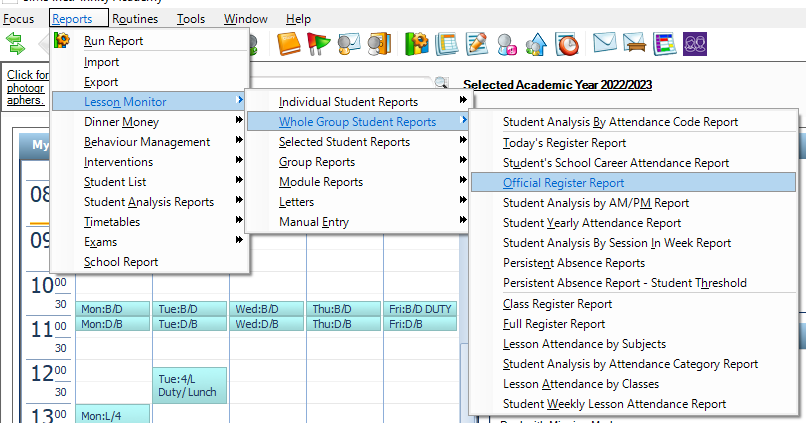 Focus Reports Routines Tools Window Help
Run Report
Import
Export
Lesson Monitor
Dinner Money
Behaviour Management
Interventions
Student List
Student Analysis Reports
Timetables
Exams
School Report
Individual Student Reports
Whole Group Student Reports
Selected Student Reports
Group Reports
Module Reports
Letters
Manual Entry
Student Analysis By Attendance Code Report
Today's Register Report
Student's School Career Attendance Report
Official Register Report
Student Analysis by AM/PM Report
Student Yearly Attendance Report
Student Analysis By Session In Week Report
Persistent Absence Reports
Persistent Absence Report - Student Threshold
Class Register Report
Full Register Report
Lesson Attendance by Subjects
Student Analysis by Attendance Category Report
Lesson Attendance by Classes
Student Weekly Lesson Attendance Report
Click for
photogr
aphers.
Selected Academic Year 2022/2023
My
08
09
10 00
30
Mon:B/D Tue:B/D Wed:B/D Thu:B/D Fri:B/D DUTY
11 00
Mon:D/B Tue:D/B Wed:D/B Thu:D/B Fri:D/B
30
12 00
Tue:4/L
Duty/ Lunch
30
13 00
Mon:L/4